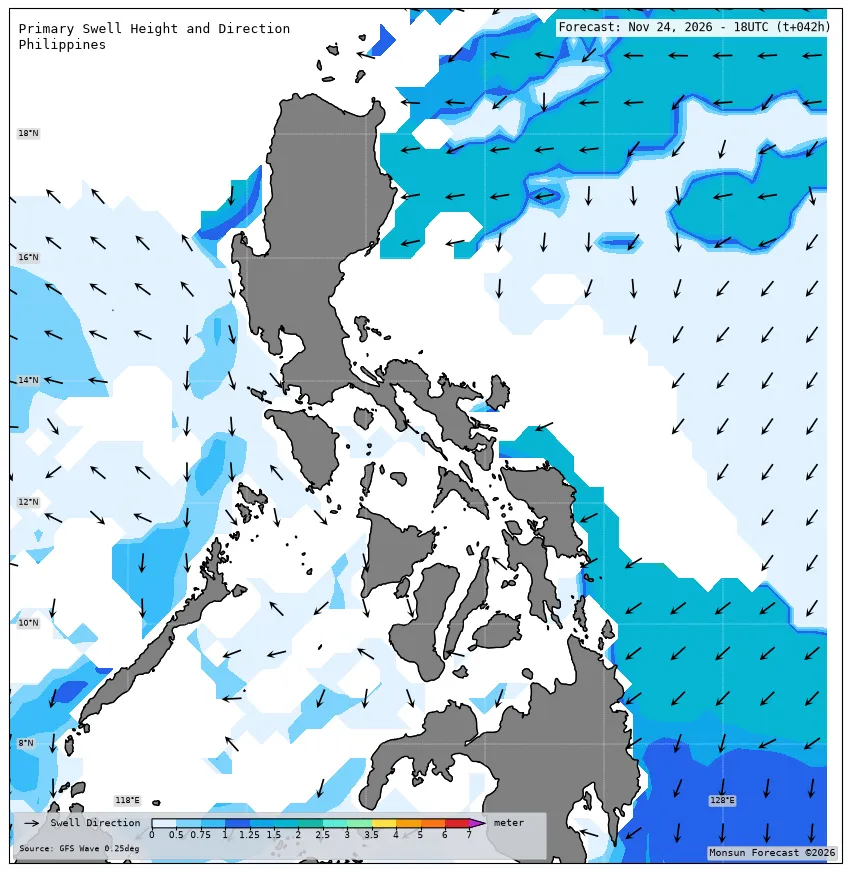 Primary Swell Height and Direction
Philippines
Forecast: Nov 24, 2026 - 18UTC (t+042h)
18°N
16°N
14°N
12°N
10°N
8°N
118°E
128°E
Swell Direction
0 0.5 0.75 1 1.25 1.5 2 2.5 3 3.5 4 5 6 7
meter
Source: GFS Wave 0.25deg
Monsun Forecast ©2026